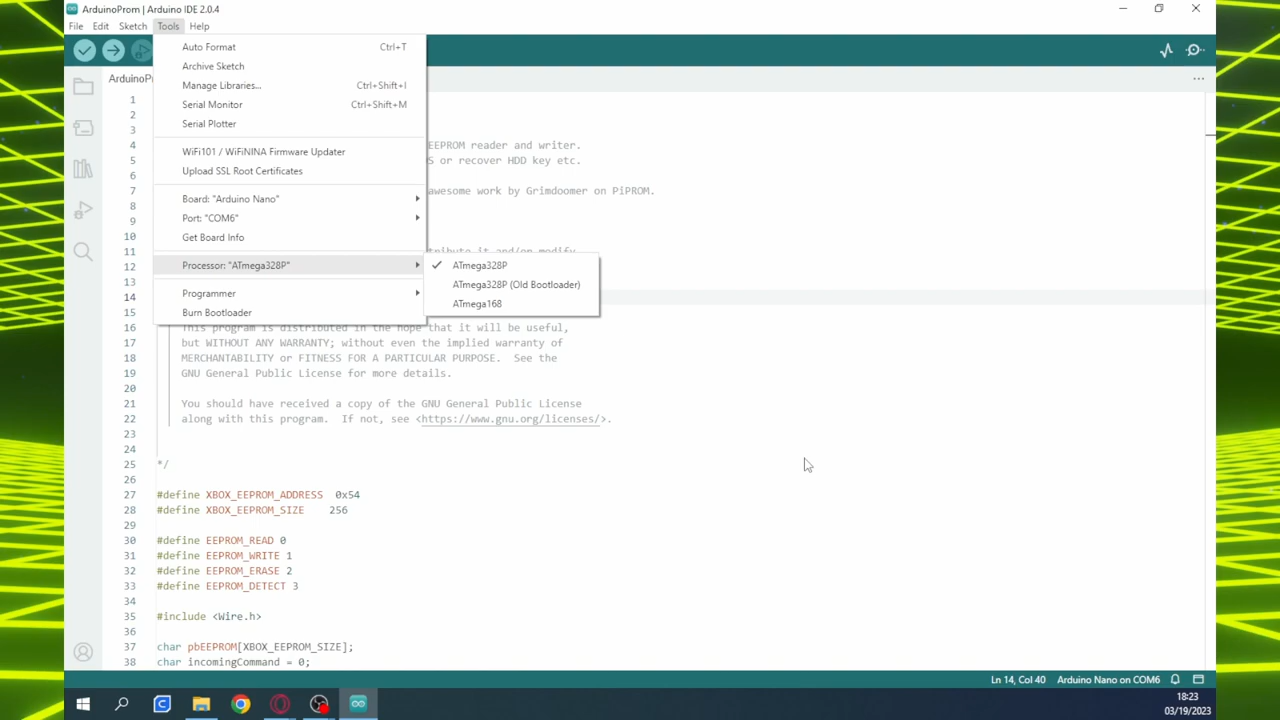 ArduinoProm | Arduino IDE 2.0.4
File Edit Sketch Tools Help
Auto Format Ctrl+T
Archive Sketch
Manage Libraries... Ctrl+Shift+I
Serial Monitor Ctrl+Shift+M
Serial Plotter
WiFi101 / WiFiNINA Firmware Updater
Upload SSL Root Certificates
Board: "Arduino Nano"
Port: "COM6"
Get Board Info
Processor: "ATmega328P"
Programmer
Burn Bootloader
ATmega328P
ATmega328P (Old Bootloader)
ATmega168
1
2
3
4 EEPROM reader and writer.
5 S or recover HDD key etc.
6
7 awesome work by Grimdoomer on PiPROM.
8
9
10
11 tribute it and/or modify
12
13
14
15
16 This program is distributed in the hope that it will be useful,
17 but WITHOUT ANY WARRANTY; without even the implied warranty of
18 MERCHANTABILITY or FITNESS FOR A PARTICULAR PURPOSE. See the
19 GNU General Public License for more details.
20
21 You should have received a copy of the GNU General Public License
22 along with this program. If not, see <https://www.gnu.org/licenses/>.
23
24
25 */
26
27 #define XBOX_EEPROM_ADDRESS 0x54
28 #define XBOX_EEPROM_SIZE 256
29
30 #define EEPROM_READ 0
31 #define EEPROM_WRITE 1
32 #define EEPROM_ERASE 2
33 #define EEPROM_DETECT 3
34
35 #include <Wire.h>
36
37 char pbEEPROM[XBOX_EEPROM_SIZE];
38 char incomingCommand = 0;
Ln 14, Col 40 Arduino Nano on COM6
18:23
03/19/2023